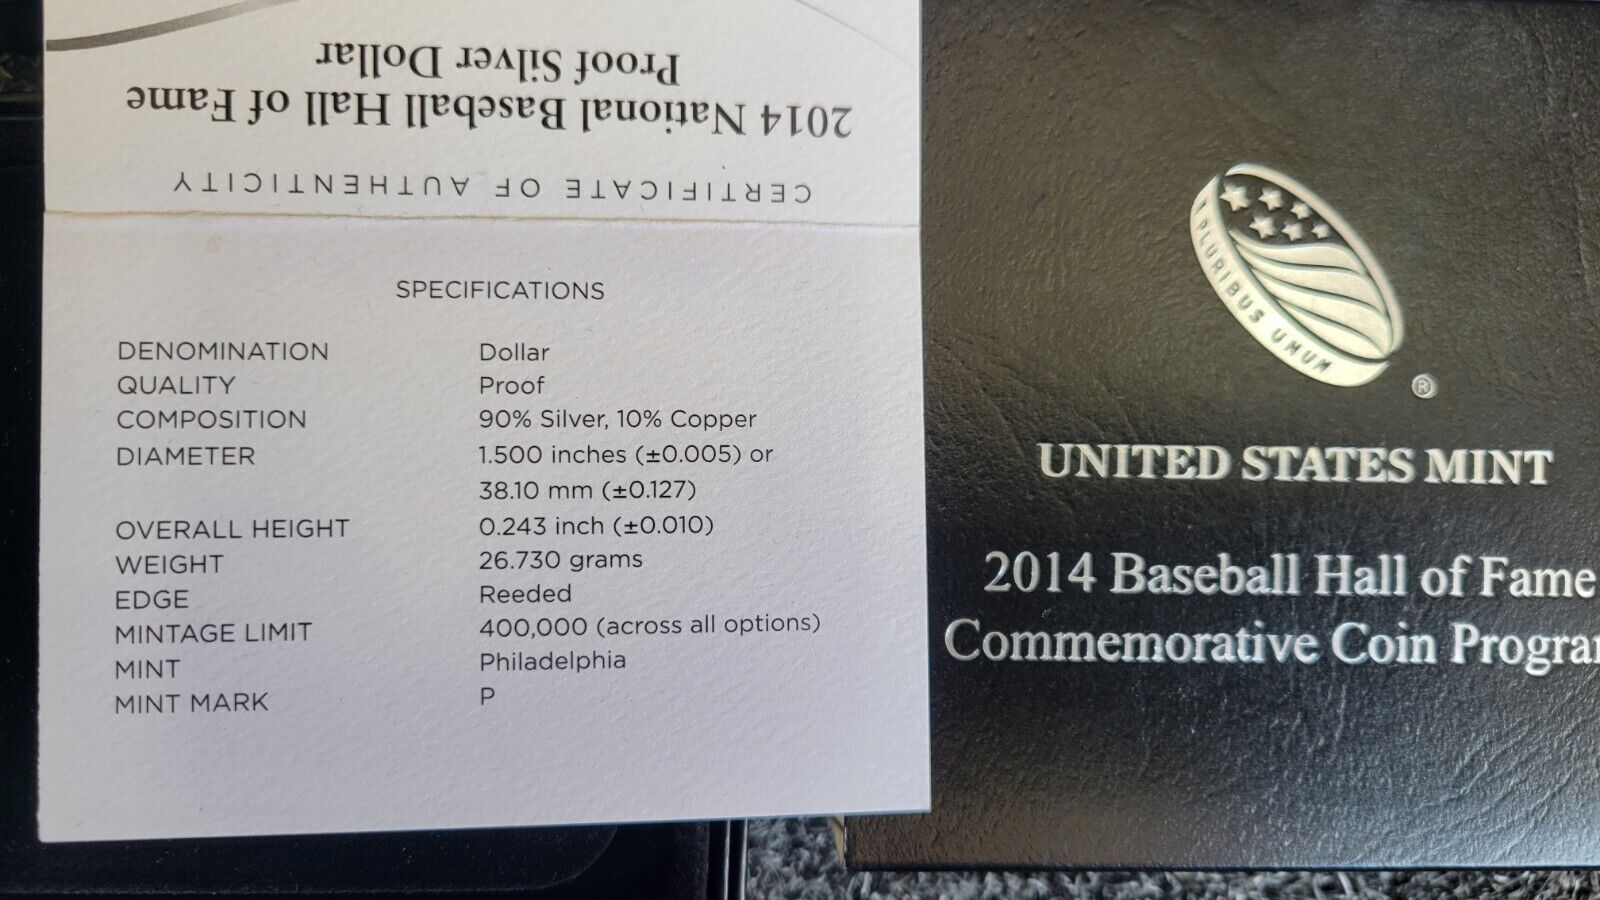 2014 National Baseball Hall of Fame
Proof Silver Dollar
CERTIFICATE OF AUTHENTICITY
SPECIFICATIONS
DENOMINATION Dollar
QUALITY Proof
COMPOSITION 90% Silver, 10% Copper
DIAMETER 1.500 inches (±0.005) or
38.10 mm (±0.127)
OVERALL HEIGHT 0.243 inch (±0.010)
WEIGHT 26.730 grams
EDGE Reeded
MINTAGE LIMIT 400,000 (across all options)
MINT Philadelphia
MINT MARK P
PLURIBUS UNUM
®
UNITED STATES MINT
2014 Baseball Hall of Fame
Commemorative Coin Progra